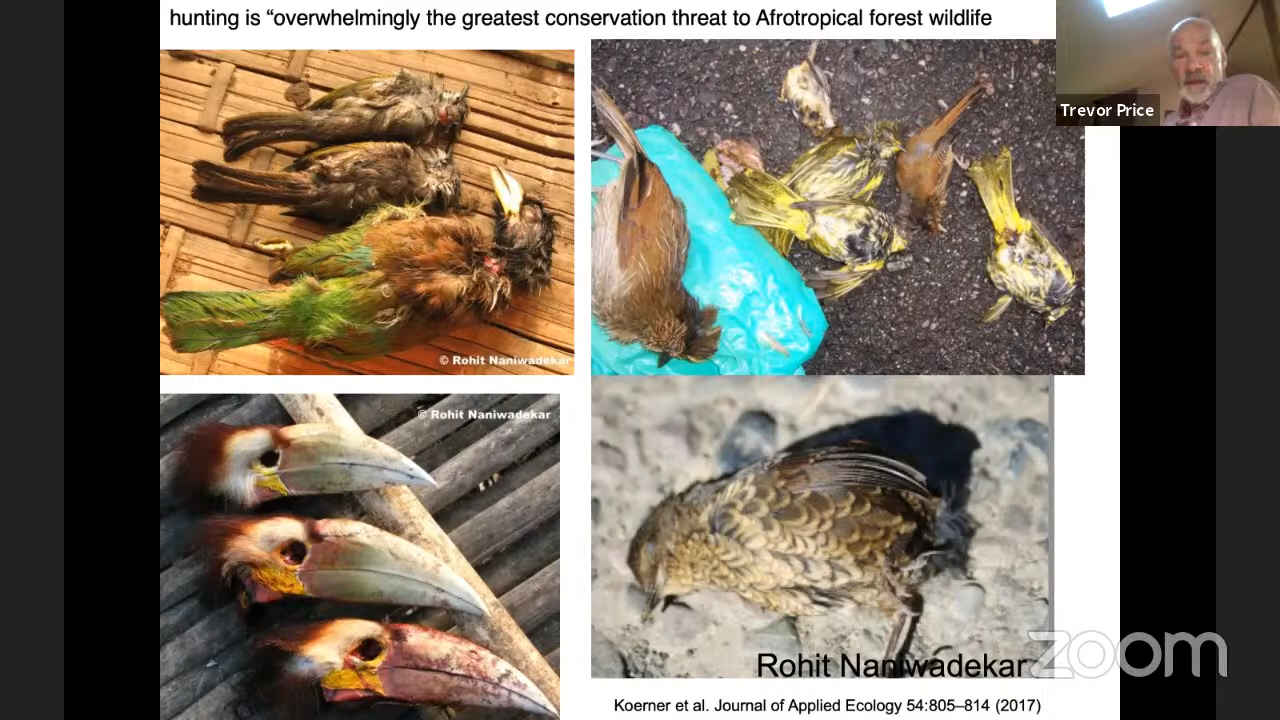 hunting is “overwhelmingly the greatest conservation threat to Afrotropical forest wildlife
Trevor Price
© Rohit Naniwadekar
© Rohit Naniwadekar
Rohit Naniwadekar
zoom
Koerner et al. Journal of Applied Ecology 54:805–814 (2017)